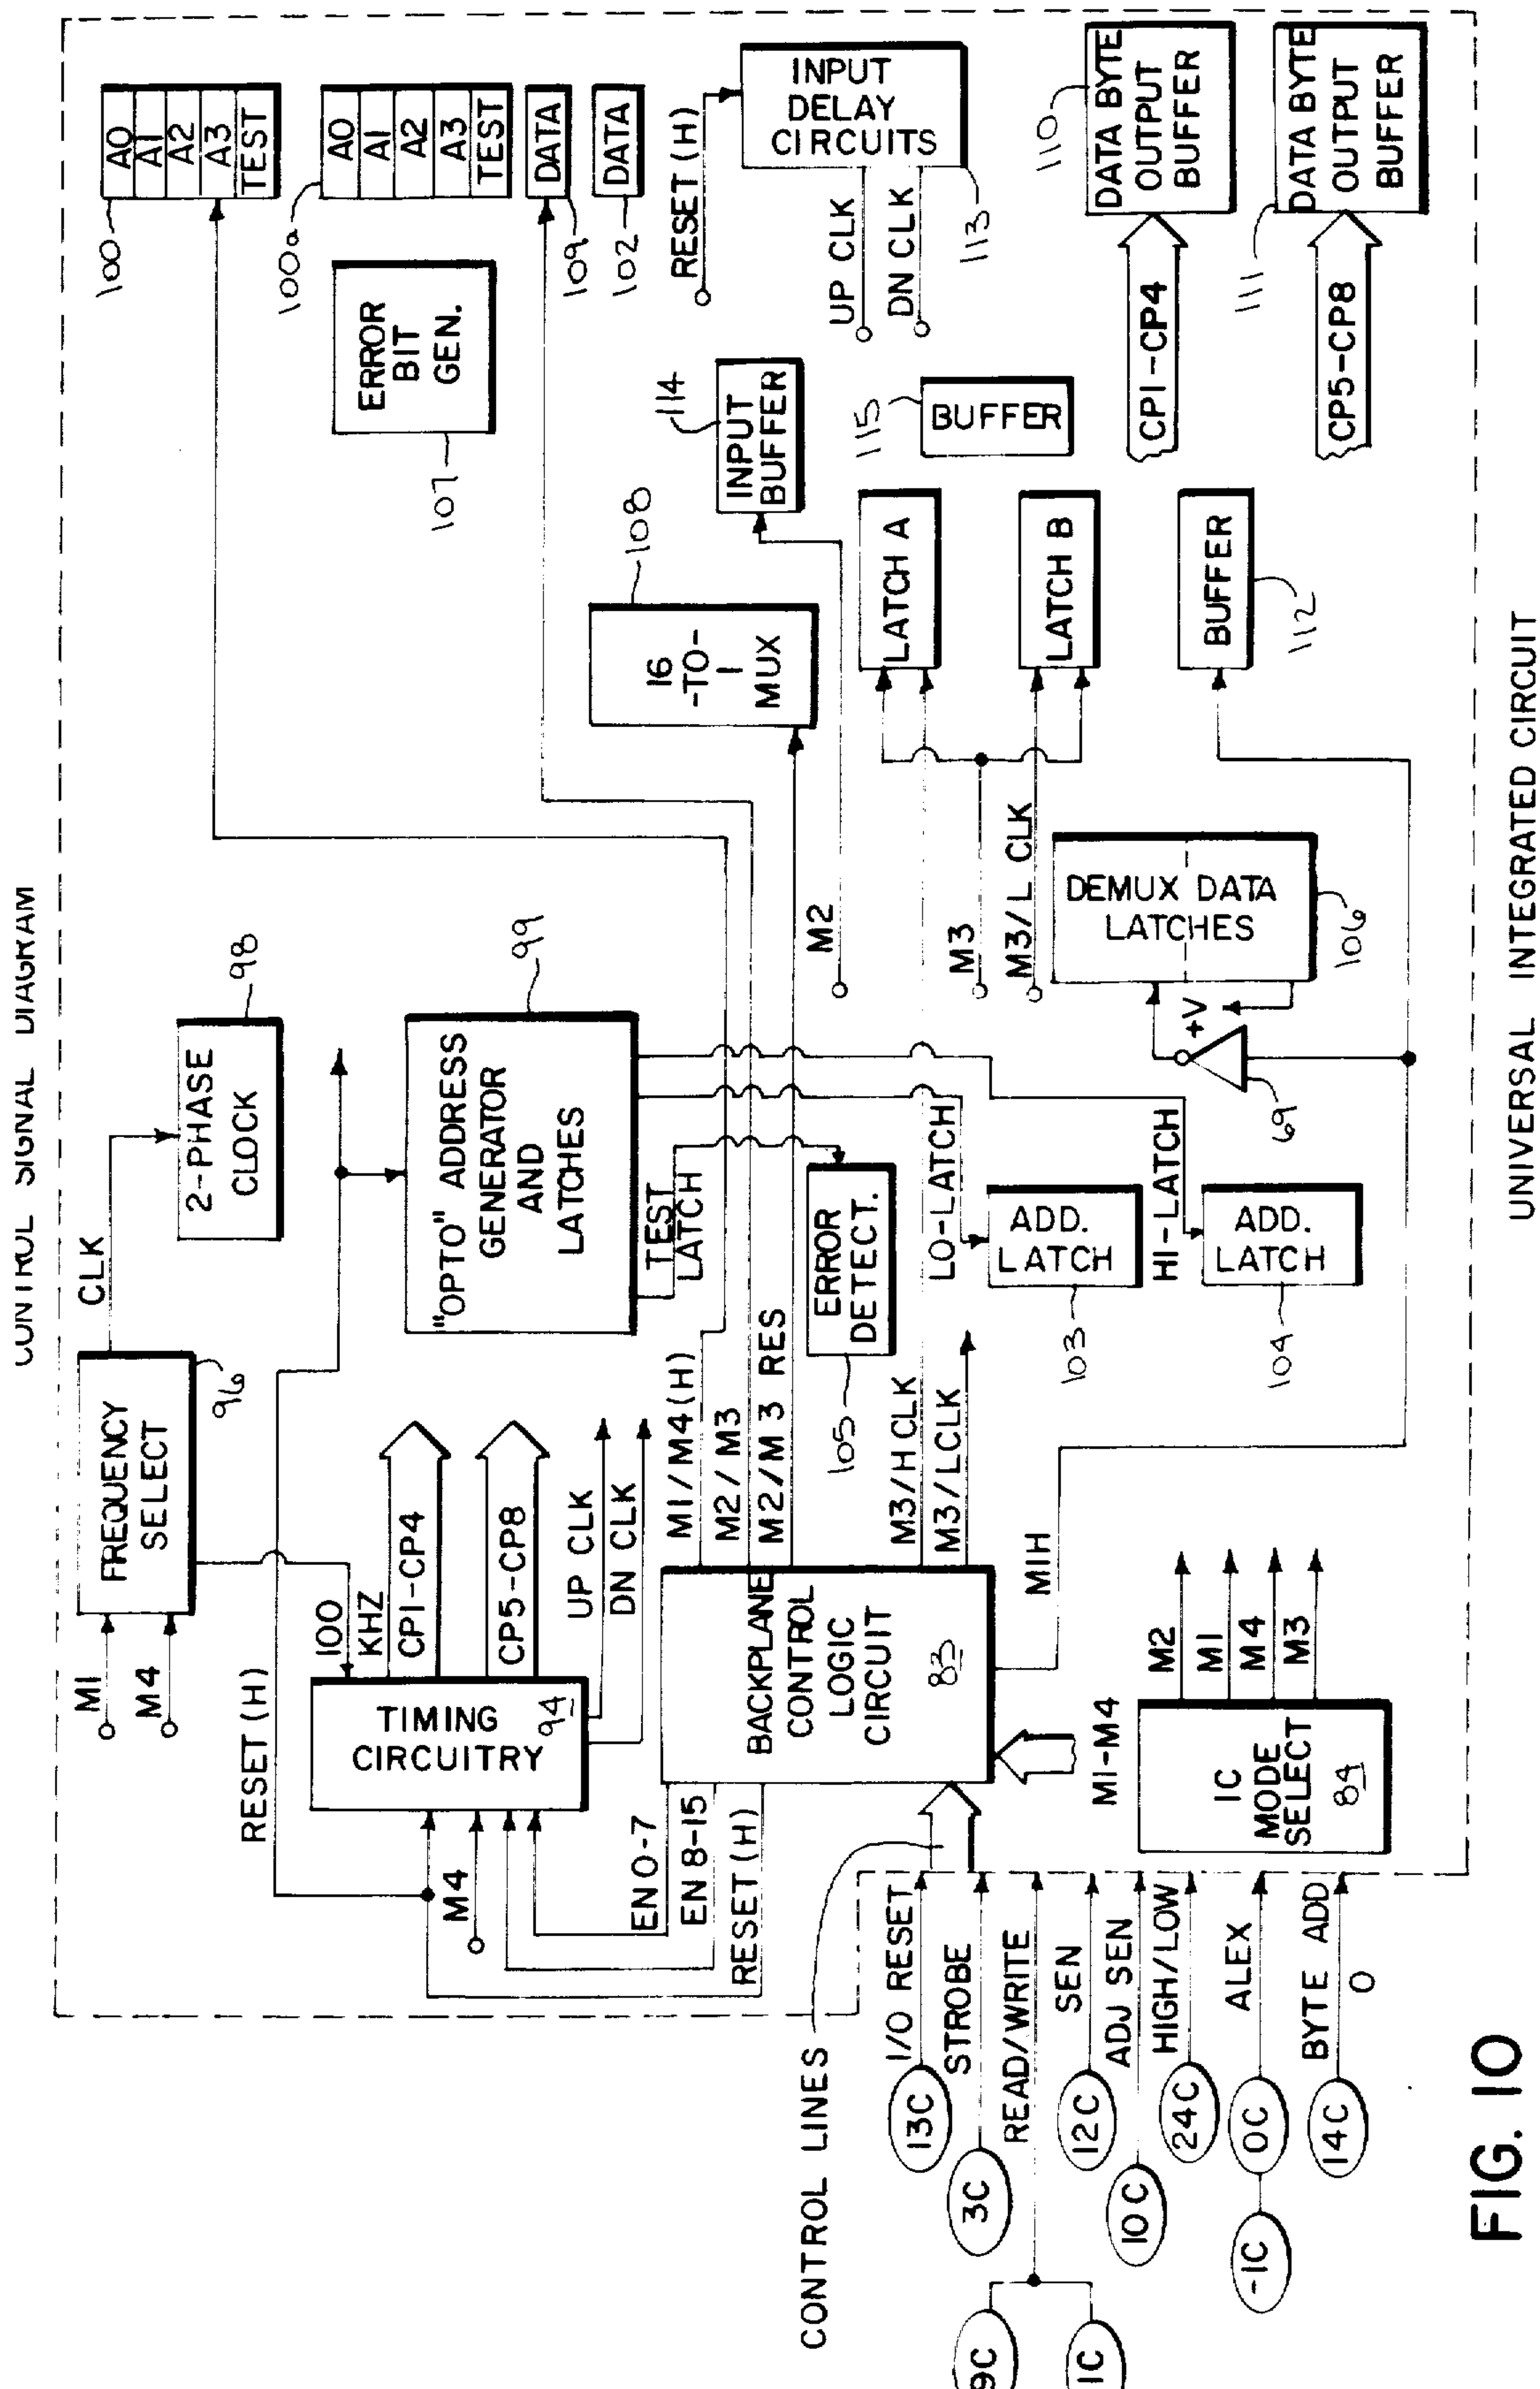 CONTROL SIGNAL DIAGRAM
M1
M4
FREQUENCY
SELECT
96
CLK
2-PHASE
CLOCK
98
100
A0
A1
A2
A3
TEST
100a
A0
A1
A2
A3
TEST
DATA
109
DATA
102
ERROR
BIT
GEN.
107
RESET (H)
100
KHZ
CP1-CP4
CP5-CP8
TIMING
CIRCUITRY
94
UP CLK
DN CLK
M4
EN 0-7
EN 8-15
RESET (H)
"OPTO" ADDRESS
GENERATOR
AND
LATCHES
99
TEST
LATCH
M1/M4(H)
M2/M3
M2/M3 RES
16
-TO-
1
MUX
108
BACKPLANE
CONTROL
LOGIC
CIRCUIT
83
M3/H CLK
M3/LCLK
M1H
M1-M4
ERROR
DETECT.
105
LO-LATCH
ADD.
LATCH
103
HI-LATCH
ADD.
LATCH
104
M2
INPUT
BUFFER
114
RESET (H)
INPUT
DELAY
CIRCUITS
UP CLK
DN CLK
113
M3
M3/L CLK
LATCH A
LATCH B
BUFFER
115
BUFFER
112
DEMUX DATA
LATCHES
106
+V
69
CP1-CP4
110
DATA BYTE
OUTPUT
BUFFER
CP5-CP8
111
DATA BYTE
OUTPUT
BUFFER
IC
MODE
SELECT
84
M2
M1
M4
M3
CONTROL LINES
13C
I/O RESET
3C
STROBE
9C
1C
READ/WRITE
12C
SEN
10C
ADJ SEN
24C
HIGH/LOW
-1C
0C
ALEX
14C
BYTE ADD
0
UNIVERSAL INTEGRATED CIRCUIT
FIG. 10